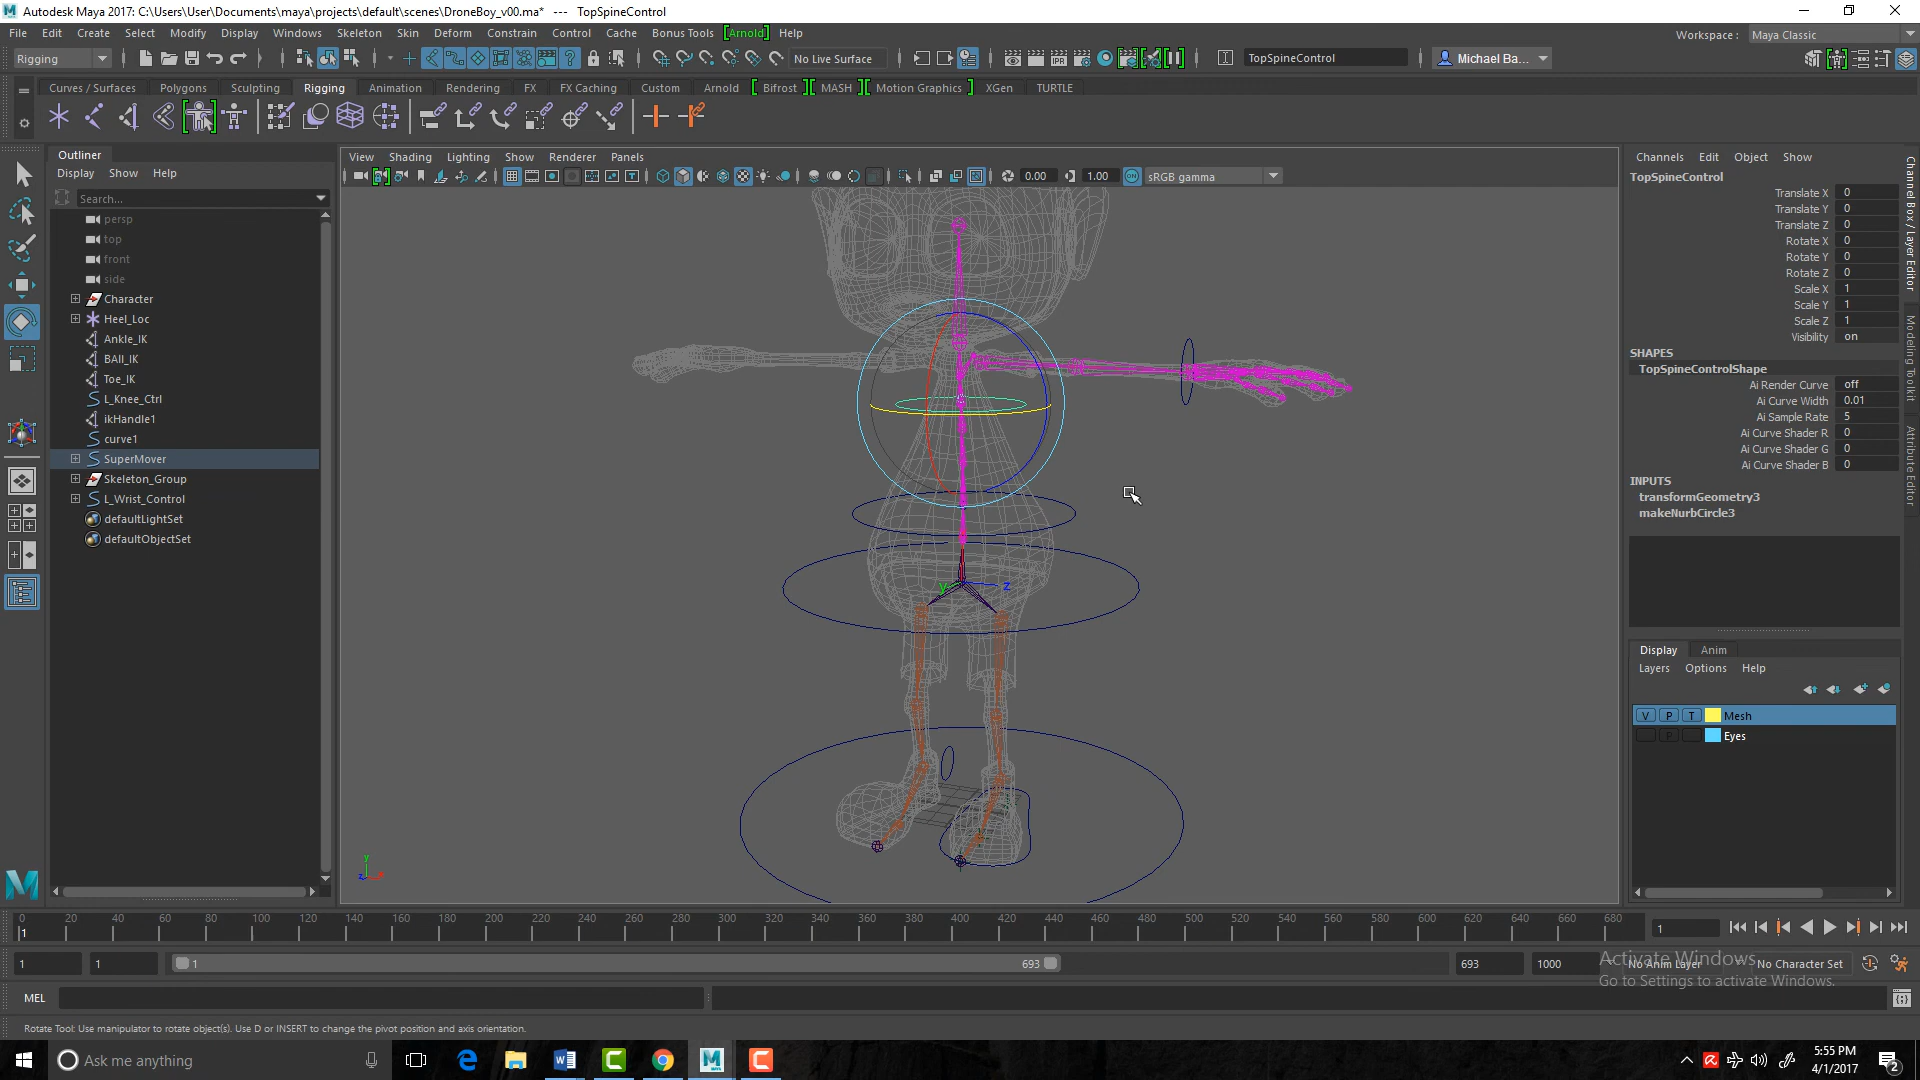 Autodesk Maya 2017: C:\Users\User\Documents\maya\projects\default\scenes\DroneBoy_v00.ma* --- TopSpineControl
File Edit Create Select Modify Display Windows Skeleton Skin Deform Constrain Control Cache Bonus Tools [Arnold] Help
Workspace : Maya Classic
Rigging
No Live Surface
TopSpineControl
Michael Ba...
Curves / Surfaces Polygons Sculpting Rigging Animation Rendering FX FX Caching Custom Arnold [ Bifrost ] [ MASH ] [ Motion Graphics ] XGen TURTLE
Outliner
Display Show Help
Search...
persp
top
front
side
Character
Heel_Loc
Ankle_IK
BAll_IK
Toe_IK
L_Knee_Ctrl
ikHandle1
curve1
SuperMover
Skeleton_Group
L_Wrist_Control
defaultLightSet
defaultObjectSet
View Shading Lighting Show Renderer Panels
0.00 1.00 ON sRGB gamma
y z
y
z
Channels Edit Object Show
TopSpineControl
Translate X 0
Translate Y 0
Translate Z 0
Rotate X 0
Rotate Y 0
Rotate Z 0
Scale X 1
Scale Y 1
Scale Z 1
Visibility on
SHAPES
TopSpineControlShape
Ai Render Curve off
Ai Curve Width 0.01
Ai Sample Rate 5
Ai Curve Shader R 0
Ai Curve Shader G 0
Ai Curve Shader B 0
INPUTS
transformGeometry3
makeNurbCircle3
Channel Box / Layer Editor
Modeling Toolkit
Attribute Editor
Display Anim
Layers Options Help
V P T Mesh
P Eyes
0 20 40 60 80 100 120 140 160 180 200 220 240 260 280 300 320 340 360 380 400 420 440 460 480 500 520 540 560 580 600 620 640 660 680
1
1
1 1 1 693 693 1000 No Anim Layer No Character Set
Activate Windows
Go to Settings to activate Windows.
MEL
Rotate Tool: Use manipulator to rotate object(s). Use D or INSERT to change the pivot position and axis orientation.
Ask me anything
5:55 PM
4/1/2017
2